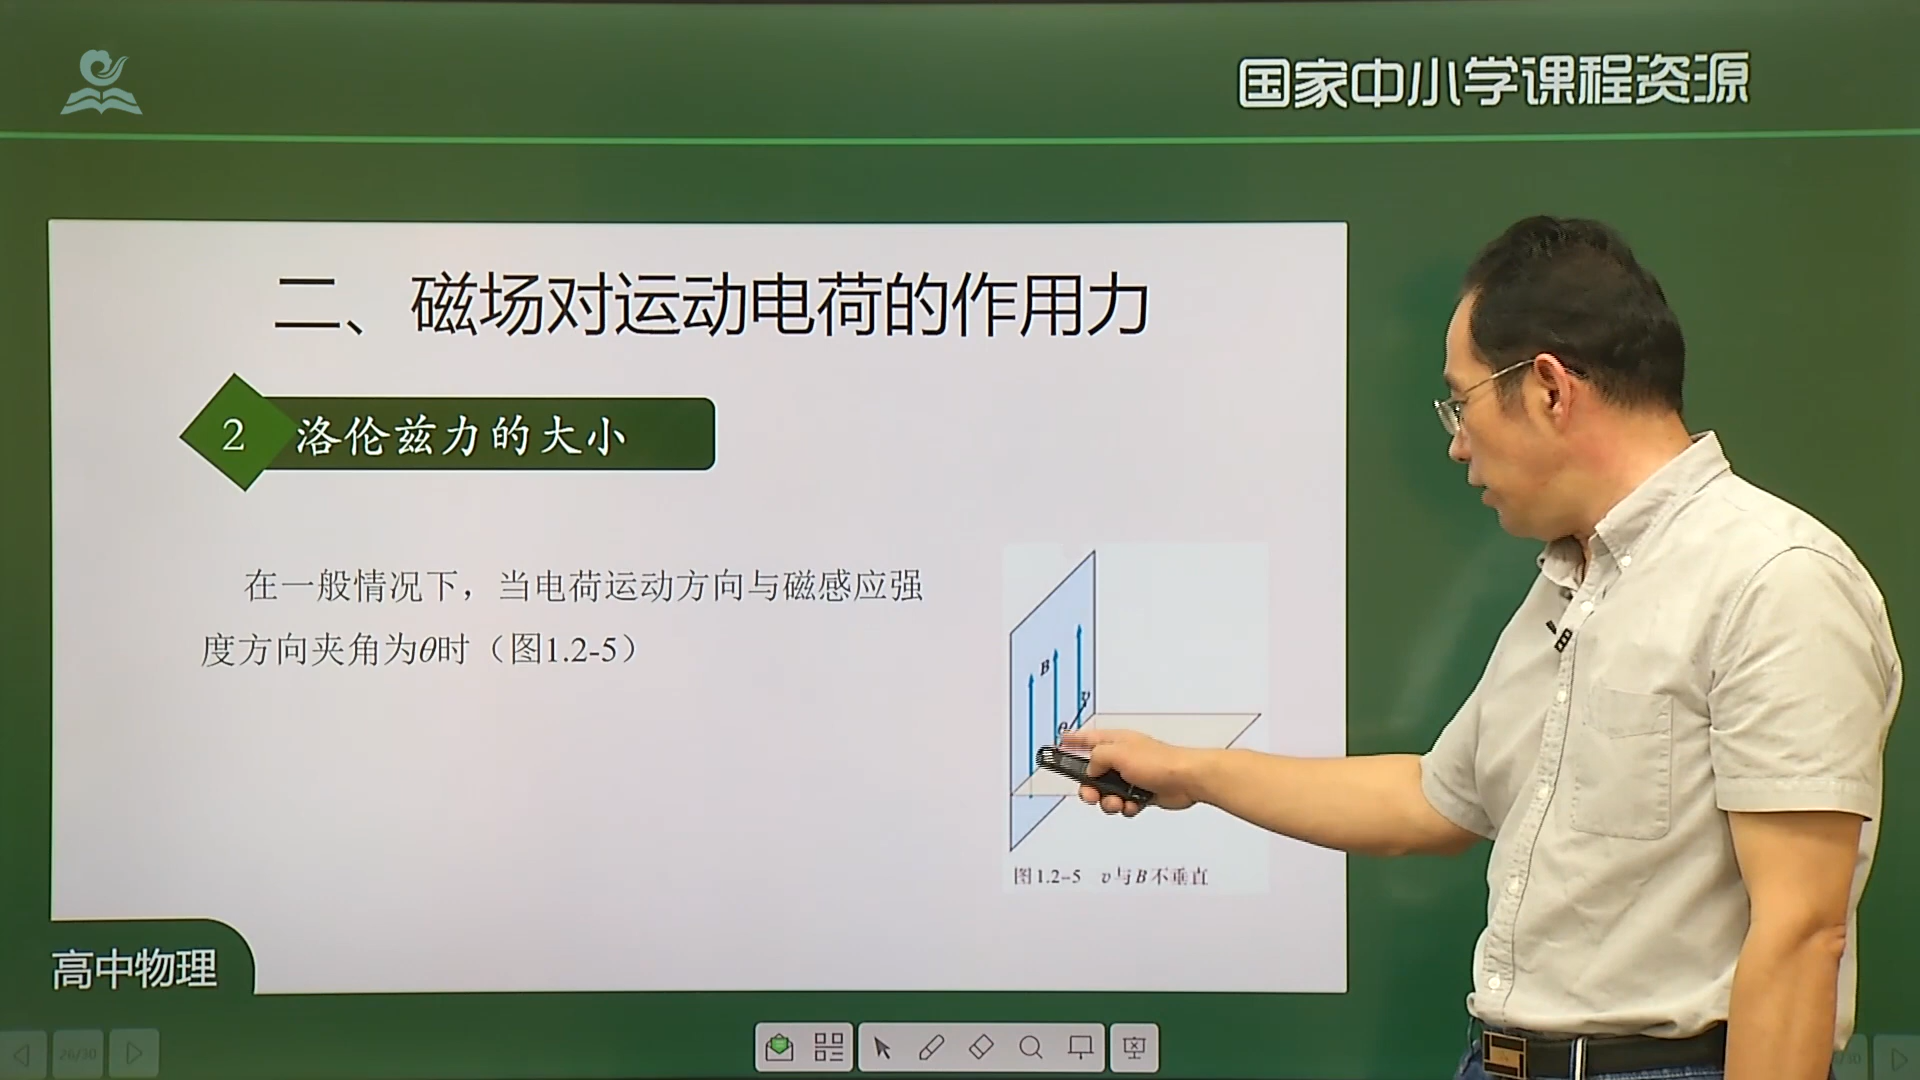 国家中小学课程资源
二、磁场对运动电荷的作用力
2 洛伦兹力的大小
在一般情况下，当电荷运动方向与磁感应强
度方向夹角为θ时（图1.2-5）
B
v
θ
图1.2-5 v与B不垂直
高中物理
26/30